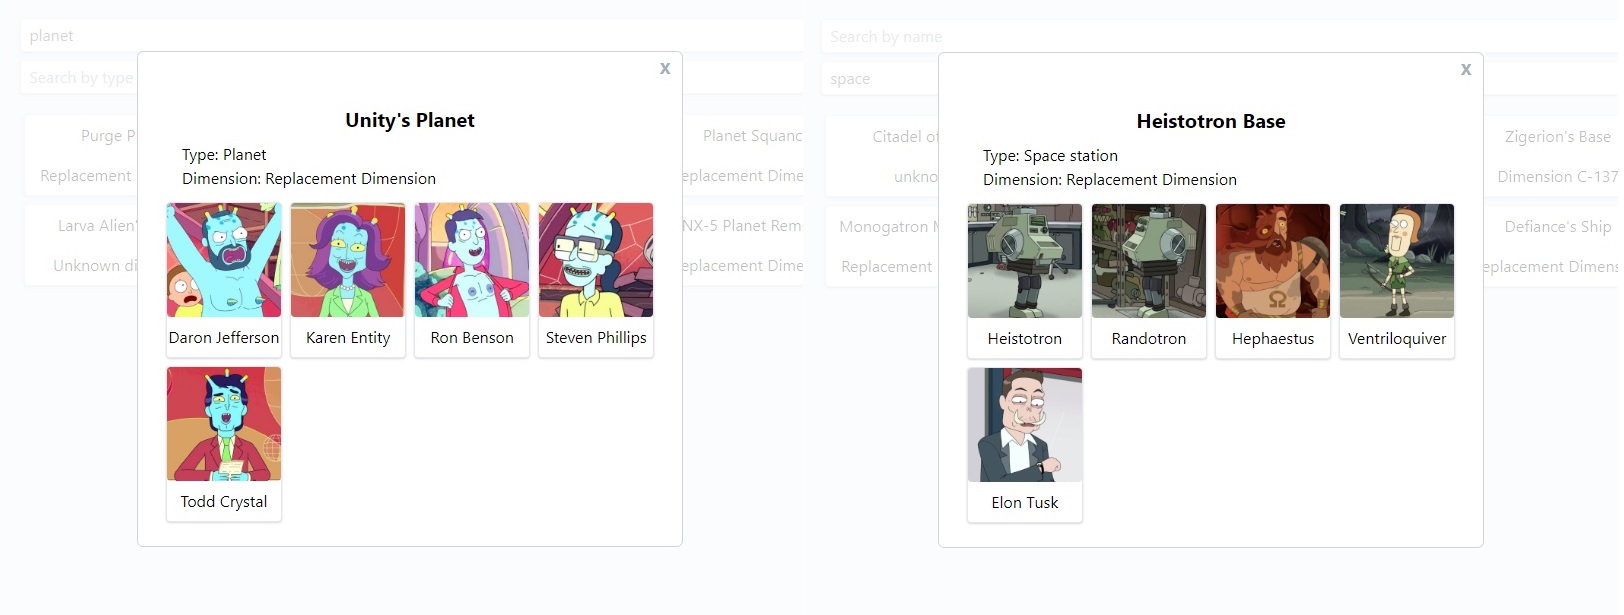 planet
Search by type
X
Unity's Planet
Type: Planet
Dimension: Replacement Dimension
Purge P
Replacement
Larva Alien'
Unknown di
Planet Squanc
eplacement Dime
NX-5 Planet Rem
eplacement Dime
Daron Jefferson
Karen Entity
Ron Benson
Steven Phillips
Todd Crystal
Search by name
space
X
Heistotron Base
Type: Space station
Dimension: Replacement Dimension
Citadel of
unkno
Monogatron M
Replacement
Zigerion's Base
Dimension C-137
Defiance's Ship
eplacement Dimens
Heistotron
Randotron
Hephaestus
Ventriloquiver
Elon Tusk